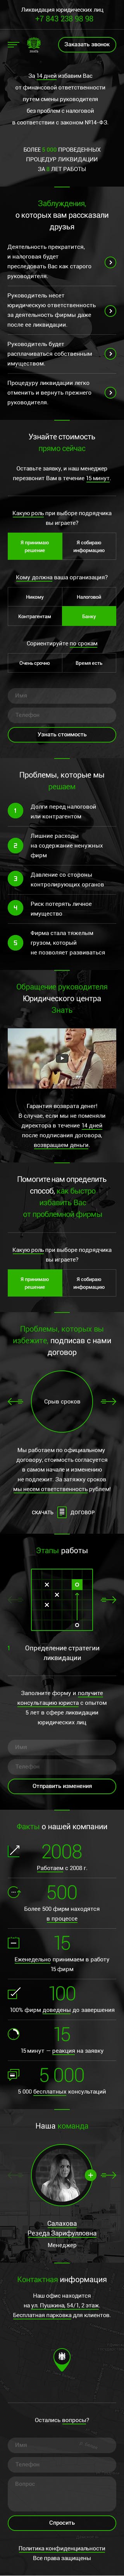 Ликвидация юридических лиц
+7 843 238 98 98
Заказать звонок
За 14 дней избавим Вас
от финансовой ответственности
путем смены руководителя
без проблем с налоговой
в соответствии с законом №14-ФЗ.
БОЛЕЕ 5 000 ПРОВЕДЕННЫХ
ПРОЦЕДУР ЛИКВИДАЦИИ
ЗА 8 ЛЕТ РАБОТЫ
Заблуждения,
о которых вам рассказали
друзья
Деятельность прекратится,
и налоговая будет
преследовать Вас как старого
руководителя.
Руководитель несет
юридическую ответственность
за деятельность фирмы даже
после ее ликвидации.
Руководитель будет
расплачиваться собственным
имуществом.
Процедуру ликвидации легко
отменить и вернуть прежнего
руководителя.
Узнайте стоимость
прямо сейчас
Оставьте заявку, и наш менеджер
перезвонит Вам в течение 15 минут.
Какую роль при выборе подрядчика
вы играете?
Я принимаю
решение
Я собираю
информацию
Кому должна ваша организация?
Никому
Налоговой
Контрагентам
Банку
Сориентируйте по срокам
Очень срочно
Время есть
Имя
Телефон
Узнать стоимость
Проблемы, которые мы
решаем
1
Долги перед налоговой
или контрагентом
2
Лишние расходы
на содержание ненужных
фирм
3
Давление со стороны
контролирующих органов
4
Риск потерять личное
имущество
5
Фирма стала тяжелым
грузом, который
не позволяет развиваться
Обращение руководителя
Юридического центра
Знать
Гарантия возврата денег!
В случае, если мы не поменяли
директора в течение 14 дней
после подписания договора,
возвращаем деньги.
Помогаем нам определить
способ, как быстро
избавить Вас
от проблемной фирмы
Какую роль при выборе подрядчика
вы играете?
Я принимаю
решение
Я собираю
информацию
Проблемы, которых вы
избежите, подписав с нами
договор
Срыв сроков
Мы работаем по официальному
договору, стоимость согласуется
в самом начале и изменениям
не подлежит. За срывку сроков
мы несем ответственность рублем!
СКАЧАТЬ
ДОГОВОР
Этапы работы
1
Определение стратегии
ликвидации
Заполните форму и получите
консультацию юриста с опытом
5 лет в сфере ликвидации
юридических лиц
Имя
Телефон
Отправить изменения
Факты о нашей компании
2008
Работаем с 2008 г.
500
Более 500 фирм находятся
в процессе
15
Еженедельно принимаем в работу
15 фирм
100
100% фирм доведены до завершения
15
15 минут — реакция на заявку
5 000
5 000 бесплатных консультаций
Наша команда
Салахова
Резеда Зарифулловна
Менеджер
Контактная информация
Наш офис находится
на ул. Пушкина, 54/1, 2 этаж.
Бесплатная парковка для клиентов.
Остались вопросы?
Имя
Телефон
Вопрос
Спросить
Политика конфиденциальности
Все права защищены